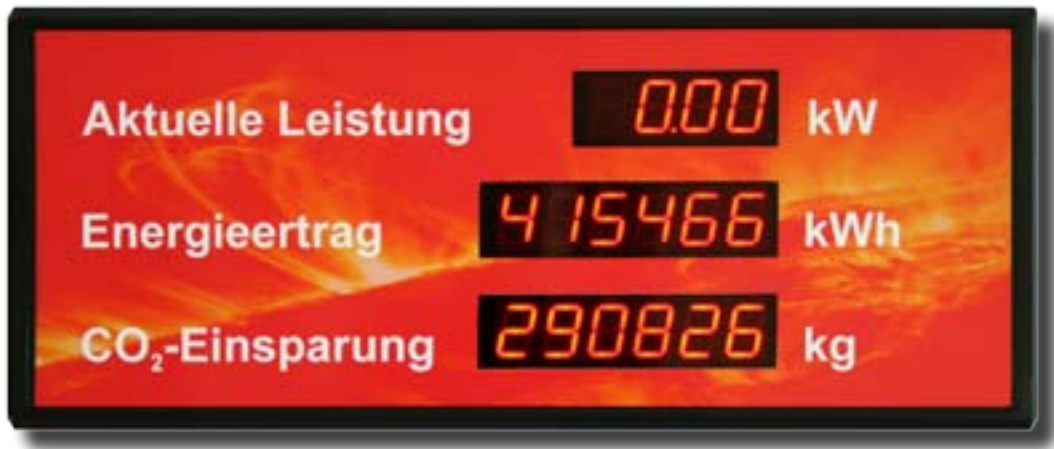 Aktuelle Leistung 0.00 kW
Energieertrag 415466 kWh
CO₂-Einsparung 290826 kg